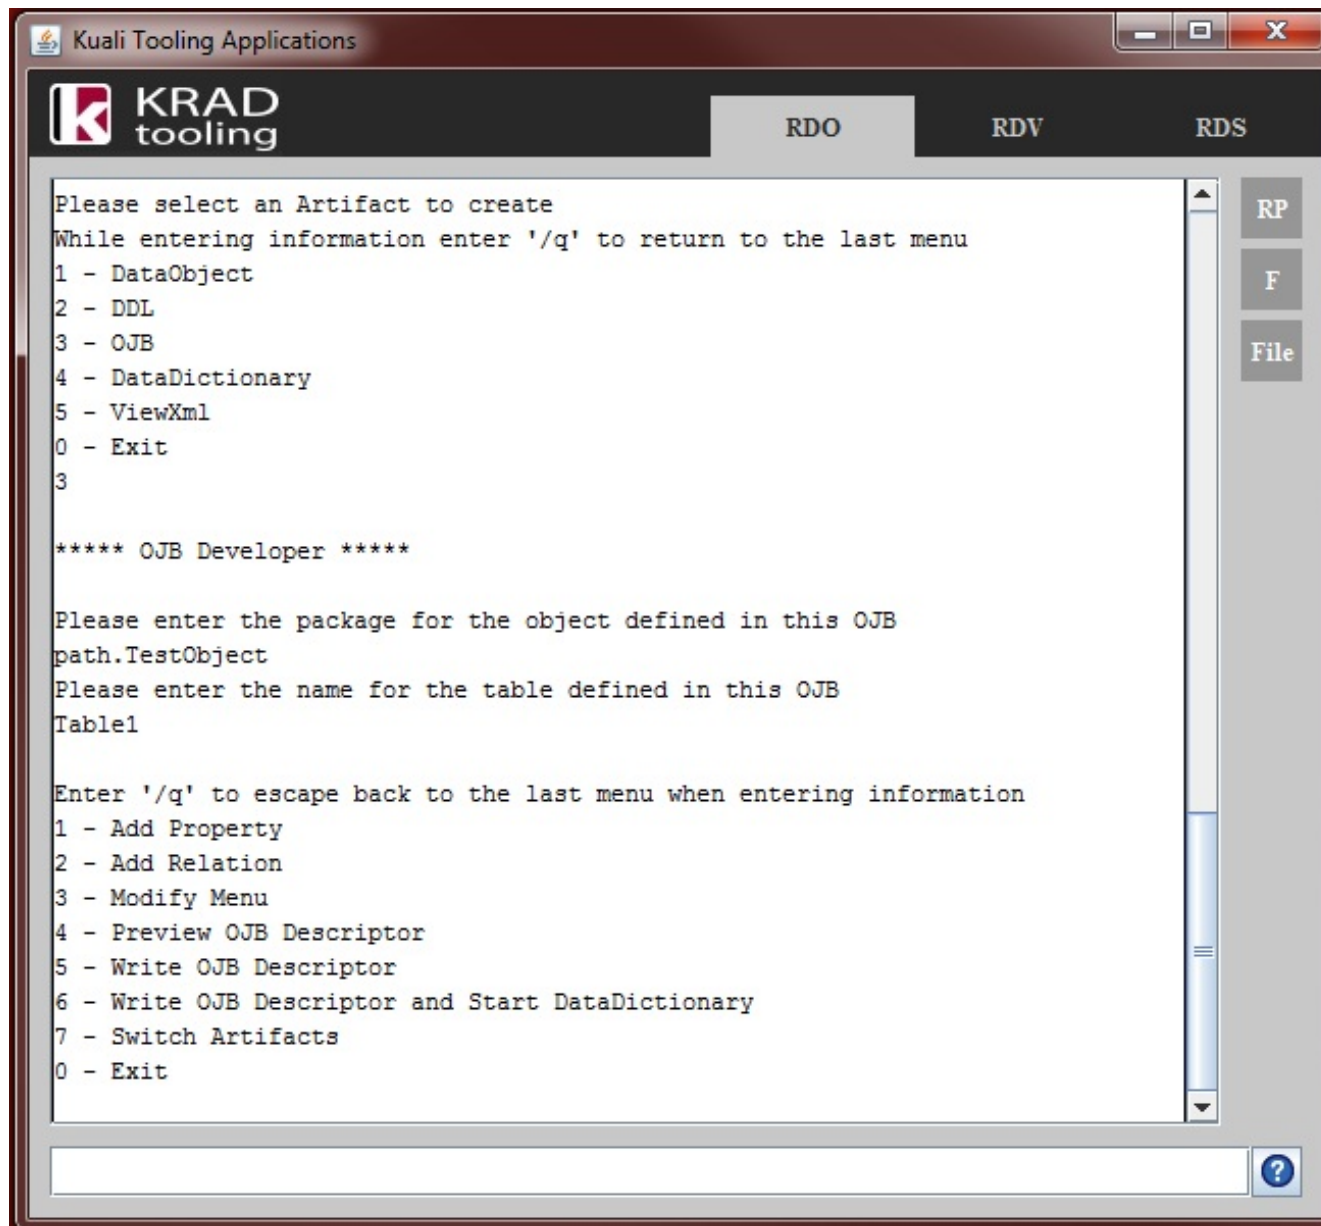 Kuali Tooling Applications
KRAD
tooling
RDO RDV RDS
Please select an Artifact to create
While entering information enter '/q' to return to the last menu
1 - DataObject
2 - DDL
3 - OJB
4 - DataDictionary
5 - ViewXml
0 - Exit
3
***** OJB Developer *****
Please enter the package for the object defined in this OJB
path.TestObject
Please enter the name for the table defined in this OJB
Table1
Enter '/q' to escape back to the last menu when entering information
1 - Add Property
2 - Add Relation
3 - Modify Menu
4 - Preview OJB Descriptor
5 - Write OJB Descriptor
6 - Write OJB Descriptor and Start DataDictionary
7 - Switch Artifacts
0 - Exit
RP
F
File
?